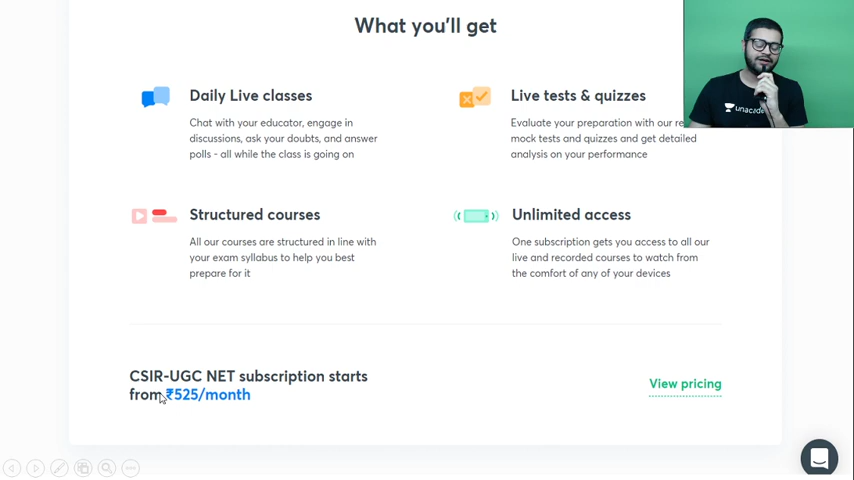 What you'll get
Daily Live classes
Chat with your educator, engage in
discussions, ask your doubts, and answer
polls - all while the class is going on
Live tests & quizzes
Evaluate your preparation with our
mock tests and quizzes and get detailed
analysis on your performance
Structured courses
All our courses are structured in line with
your exam syllabus to help you best
prepare for it
Unlimited access
One subscription gets you access to all our
live and recorded courses to watch from
the comfort of any of your devices
CSIR-UGC NET subscription starts
from ₹525/month
View pricing